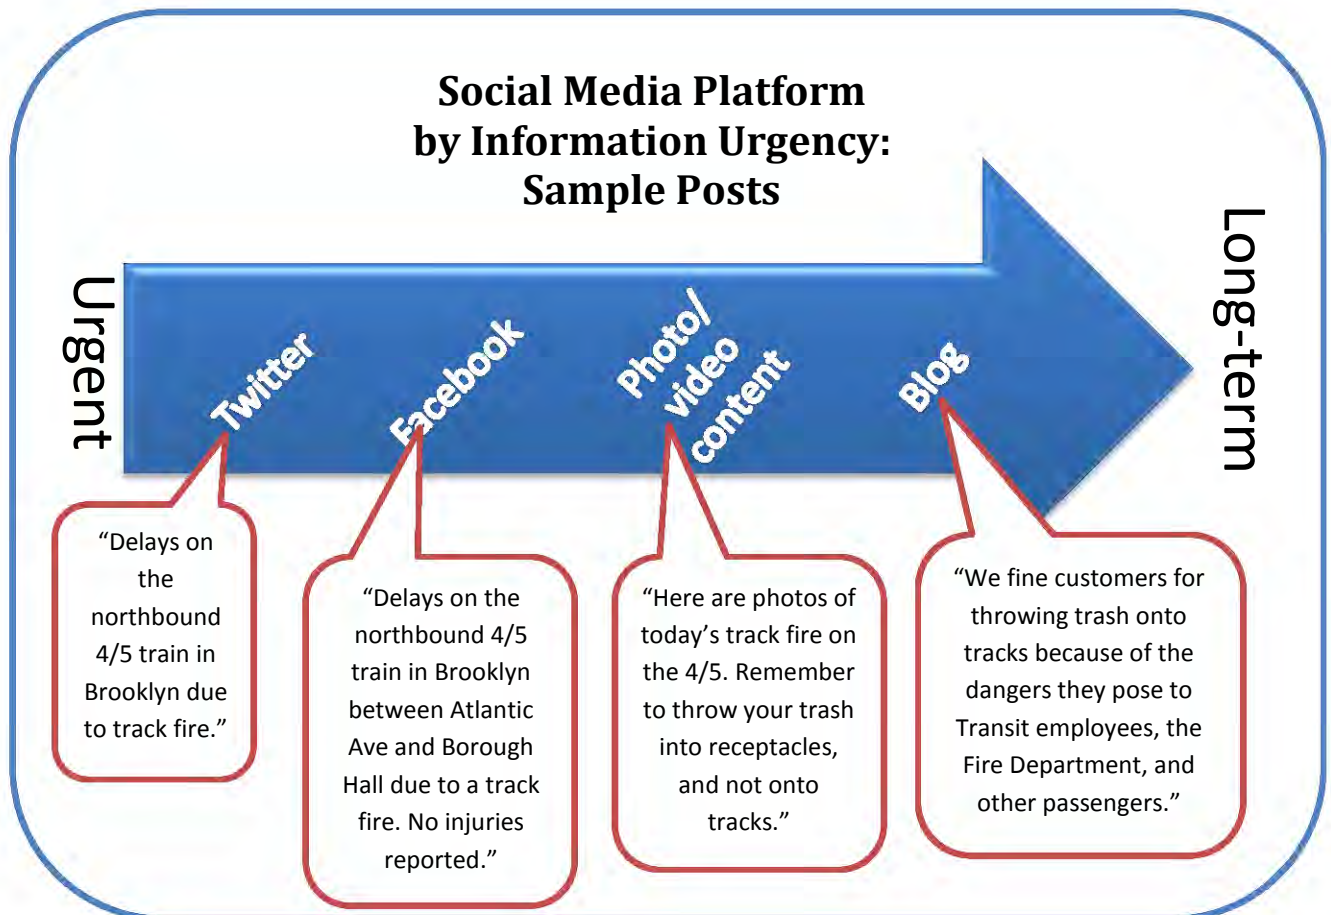 Social Media Platform
by Information Urgency:
Sample Posts
Urgent
Long-term
Twitter
Facebook
Photo/
video
content
Blog
“Delays on
the
northbound
4/5 train in
Brooklyn due
to track fire.”
“Delays on the
northbound 4/5
train in Brooklyn
between Atlantic
Ave and Borough
Hall due to a track
fire. No injuries
reported.”
“Here are photos of
today’s track fire on
the 4/5. Remember
to throw your trash
into receptacles,
and not onto
tracks.”
“We fine customers for
throwing trash onto
tracks because of the
dangers they pose to
Transit employees, the
Fire Department, and
other passengers.”